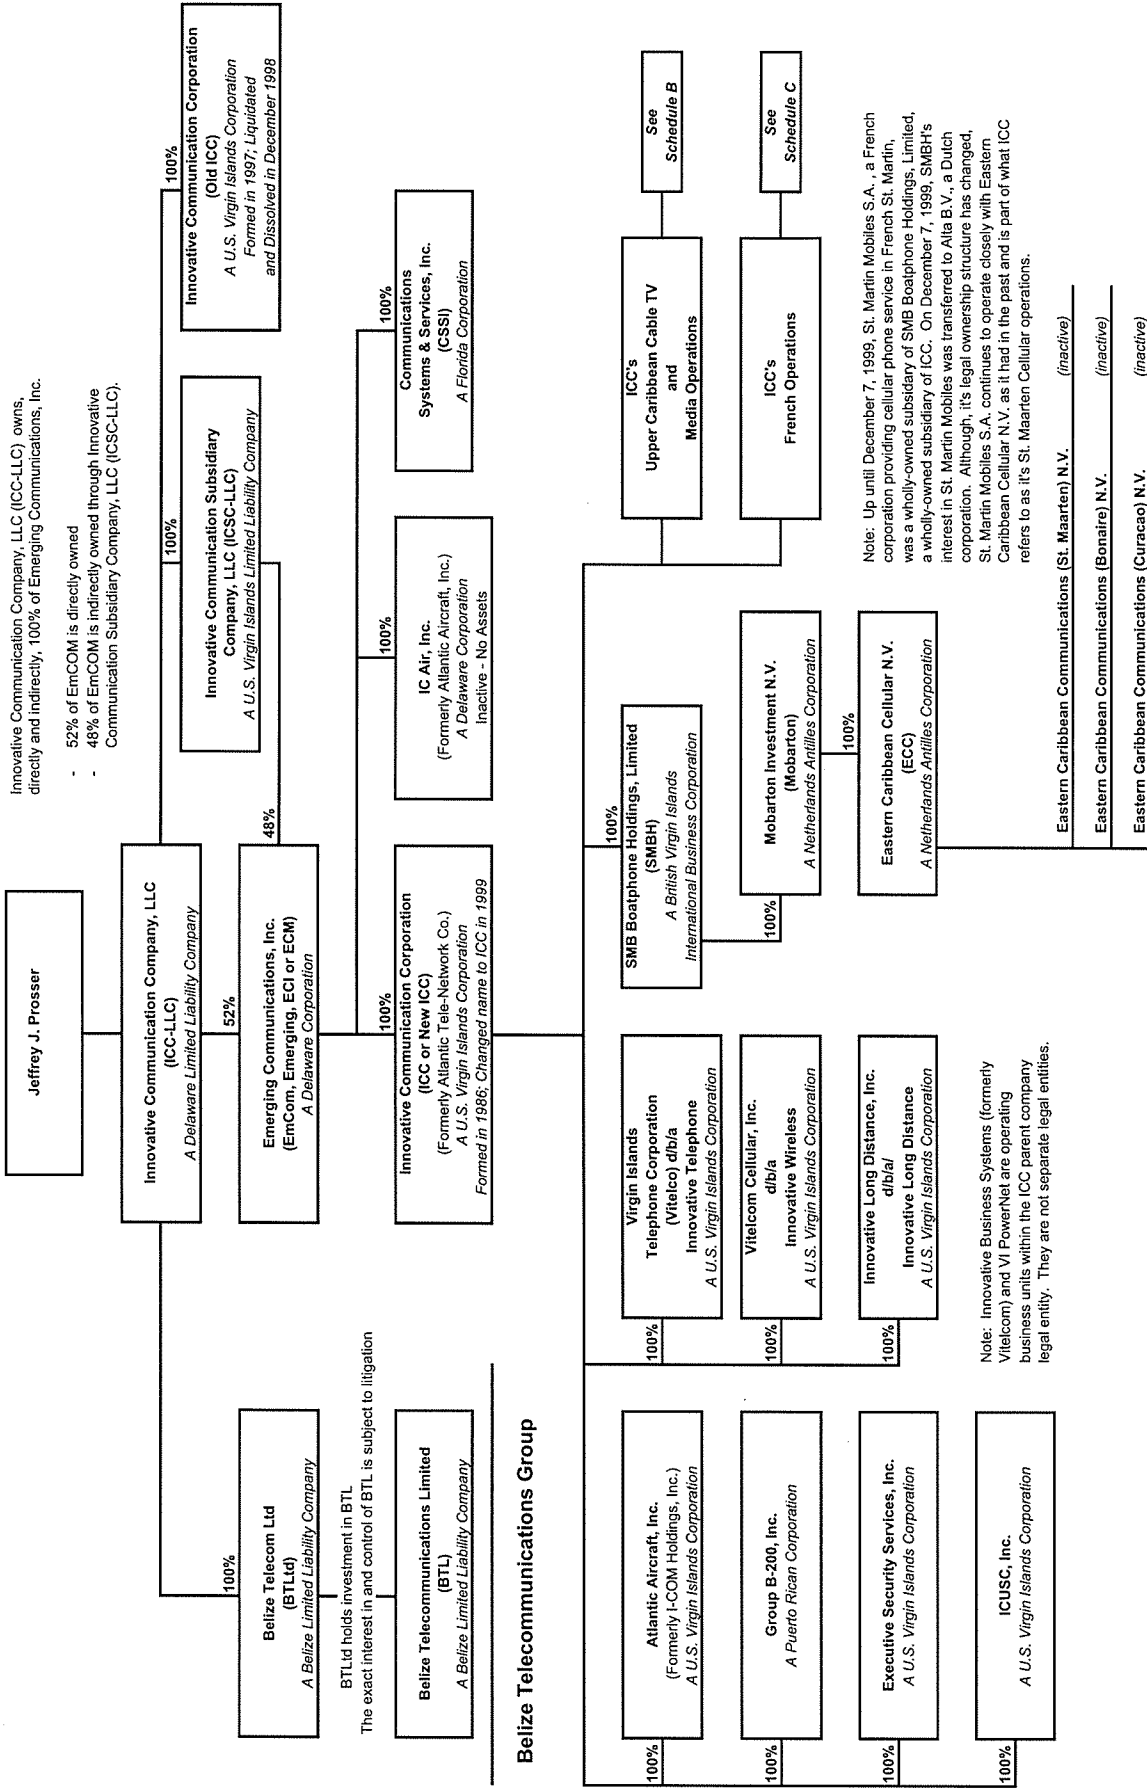 Jeffrey J. Prosser
Innovative Communication Company, LLC (ICC-LLC) owns,
directly and indirectly, 100% of Emerging Communications, Inc.
- 52% of EmCOM is directly owned
- 48% of EmCOM is indirectly owned through Innovative
Communication Subsidiary Company, LLC (ICSC-LLC).
Innovative Communication Company, LLC
(ICC-LLC)
A Delaware Limited Liability Company
100%
Belize Telecom Ltd
(BTLtd)
A Belize Limited Liability Company
BTLtd holds investment in BTL
The exact interest in and control of BTL is subject to litigation
Belize Telecommunications Limited
(BTL)
A Belize Limited Liability Company
Belize Telecommunications Group
52%
48%
Emerging Communications, Inc.
(EmCom, Emerging, ECI or ECM)
A Delaware Corporation
100%
Innovative Communication Subsidiary
Company, LLC (ICSC-LLC)
A U.S. Virgin Islands Limited Liability Company
100%
Innovative Communication Corporation
(Old ICC)
A U.S. Virgin Islands Corporation
Formed in 1997; Liquidated
and Dissolved in December 1998
100%
Innovative Communication Corporation
(ICC or New ICC)
(Formerly Atlantic Tele-Network Co.)
A U.S. Virgin Islands Corporation
Formed in 1986; Changed name to ICC in 1999
100%
IC Air, Inc.
(Formerly Atlantic Aircraft, Inc.)
A Delaware Corporation
Inactive - No Assets
100%
Communications
Systems & Services, Inc.
(CSSI)
A Florida Corporation
100%
Atlantic Aircraft, Inc.
(Formerly I-COM Holdings, Inc.)
A U.S. Virgin Islands Corporation
100%
Group B-200, Inc.
A Puerto Rican Corporation
100%
Executive Security Services, Inc.
A U.S. Virgin Islands Corporation
100%
ICUSC, Inc.
A U.S. Virgin Islands Corporation
100%
Virgin Islands
Telephone Corporation
(Vitelco) d/b/a
Innovative Telephone
A U.S. Virgin Islands Corporation
100%
Vitelcom Cellular, Inc.
d/b/a
Innovative Wireless
A U.S. Virgin Islands Corporation
100%
Innovative Long Distance, Inc.
d/b/a/
Innovative Long Distance
A U.S. Virgin Islands Corporation
Note: Innovative Business Systems (formerly
Vitelcom) and VI PowerNet are operating
business units within the ICC parent company
legal entity. They are not separate legal entities.
100%
SMB Boatphone Holdings, Limited
(SMBH)
A British Virgin Islands
International Business Corporation
100%
Mobarton Investment N.V.
(Mobarton)
A Netherlands Antilles Corporation
100%
Eastern Caribbean Cellular N.V.
(ECC)
A Netherlands Antilles Corporation
Eastern Caribbean Communications (St. Maarten) N.V. (inactive)
Eastern Caribbean Communications (Bonaire) N.V. (inactive)
Eastern Caribbean Communications (Curacao) N.V. (inactive)
ICC's
Upper Caribbean Cable TV
and
Media Operations
See
Schedule B
ICC's
French Operations
See
Schedule C
Note: Up until December 7, 1999, St. Martin Mobiles S.A. , a French
corporation providing cellular phone service in French St. Martin,
was a wholly-owned subsidary of SMB Boatphone Holdings, Limited,
a wholly-owned subsidary of ICC. On December 7, 1999, SMBH's
interest in St. Martin Mobiles was transferred to Alta B.V., a Dutch
corporation. Although, it's legal ownership structure has changed,
St. Martin Mobiles S.A. continues to operate closely with Eastern
Caribbean Cellular N.V. as it had in the past and is part of what ICC
refers to as it's St. Maarten Cellular operations.